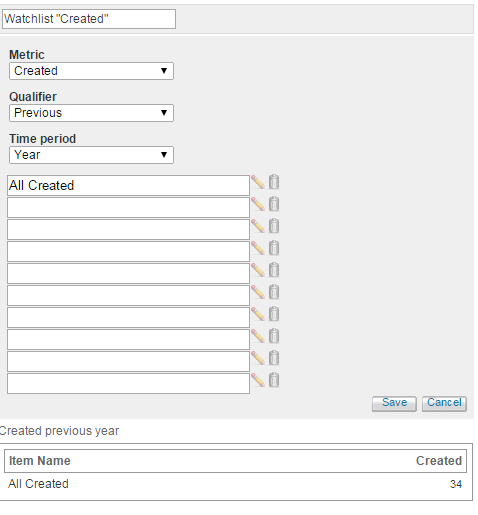 Watchlist "Created"
Metric
Created
Qualifier
Previous
Time period
Year
All Created
Save Cancel
Created previous year
Item Name Created
All Created 34